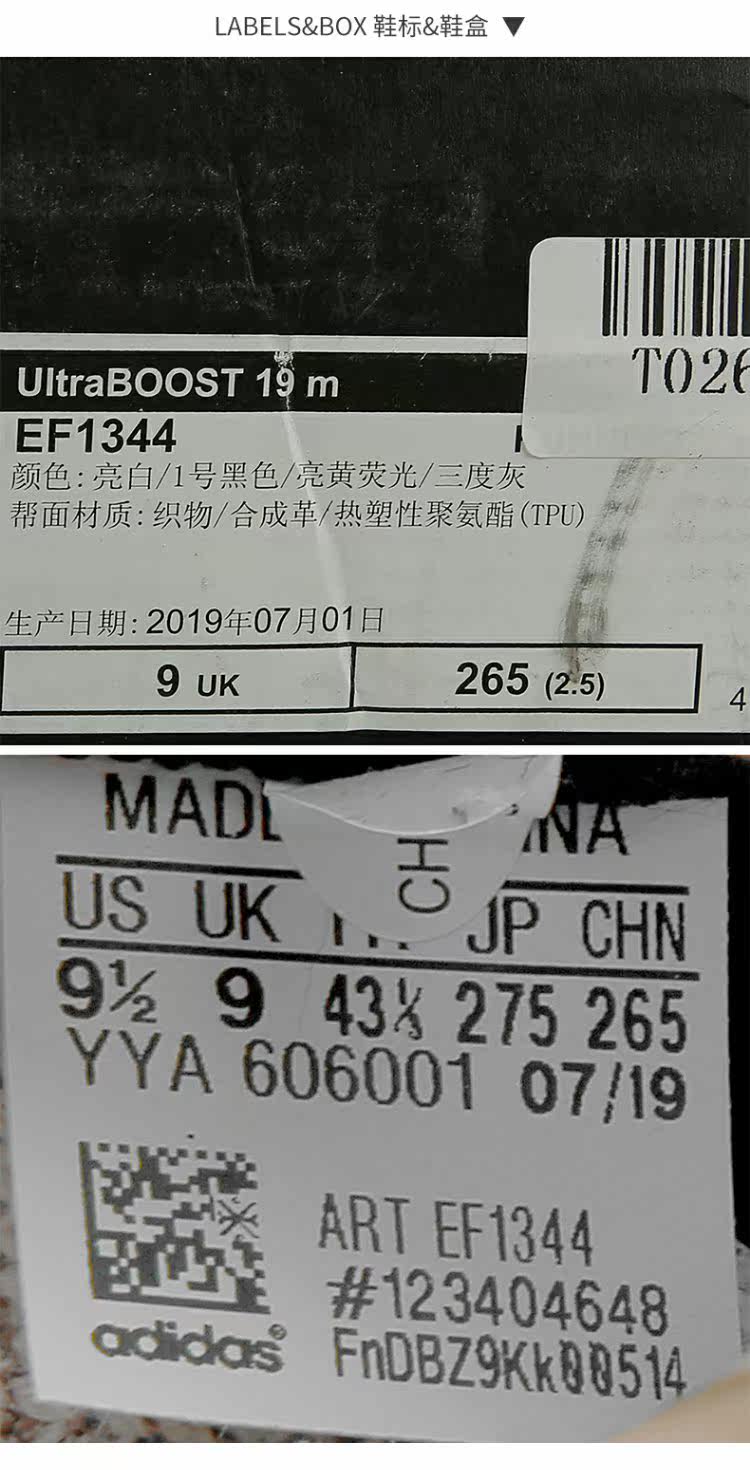 LABELS&BOX 鞋标&鞋盒 ▼
T026
UltraBOOST 19 m
EF1344
颜色:亮白/1号黑色/亮黄荧光/三度灰
帮面材质:织物/合成革/热塑性聚氨酯(TPU)
生产日期:2019年07月01日
9 UK
265 (2.5)
4
US UK JP CHN
9½ 9 43⅓ 275 265
YYA 606001 07/19
ART EF1344
#123404648
adidas®
FnDBZ9Kk00514
CH